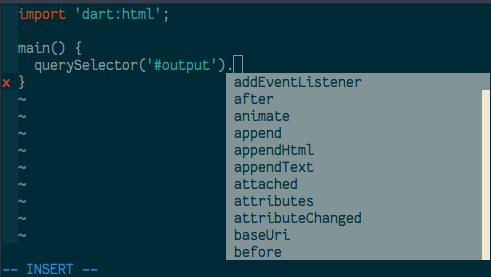 import 'dart:html';
main() {
querySelector('#output').
x }
addEventListener
~
after
~
animate
~
append
~
appendHtml
~
appendText
~
attached
~
attributes
~
attributeChanged
~
baseUri
before
-- INSERT --